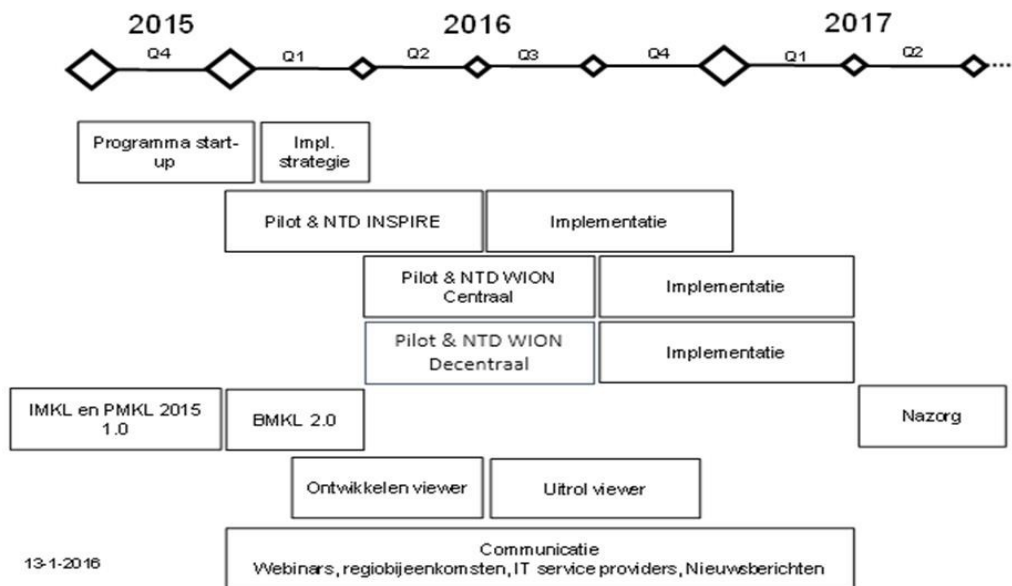 2015
2016
2017
Q4
Q1
Q2
Q3
Q4
Q1
Q2
Programma start-
up
Impl.
strategie
Pilot & NTD INSPIRE
Implementatie
Pilot & NTD WION
Centraal
Implementatie
Pilot & NTD WION
Decentraal
Implementatie
IMKL en PMKL 2015
1.0
BMKL 2.0
Nazorg
Ontwikkelen viewer
Uitrol viewer
Communicatie
Webinars, regiobijeenkomsten, IT service providers, Nieuwsberichten
13-1-2016